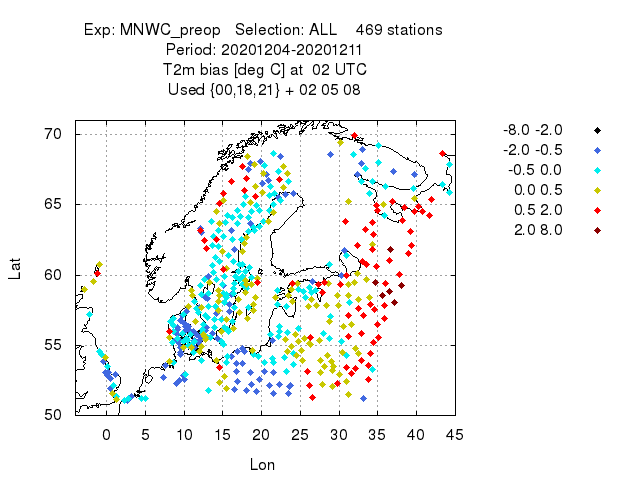 Exp: MNWC_preop   Selection: ALL    469 stations
Period: 20201204-20201211
T2m bias [deg C] at  02 UTC
Used {00,18,21} + 02 05 08
-8.0 -2.0
-2.0 -0.5
-0.5 0.0
0.0 0.5
0.5 2.0
2.0 8.0
70
65
60
55
50
Lat
0 5 10 15 20 25 30 35 40 45
Lon